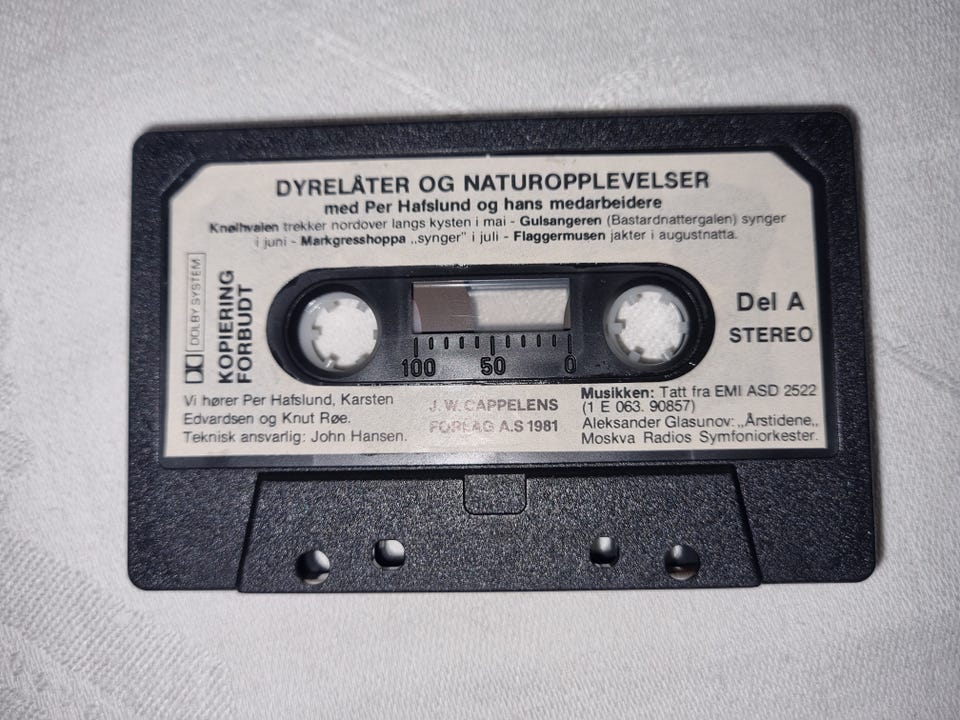 DYRELÅTER OG NATUROPPLEVELSER
med Per Hafslund og hans medarbeidere
Knølhvalen trekker nordover langs kysten i mai - Gulsangeren (Bastardnattergalen) synger
i juni - Markgresshoppa „synger" i juli - Flaggermusen jakter i augustnatta.
DOLBY SYSTEM
KOPIERING
FORBUDT
Del A
STEREO
100 50 0
Vi hører Per Hafslund, Karsten
Edvardsen og Knut Røe.
Teknisk ansvarlig: John Hansen.
J.W. CAPPELENS
FORLAG A.S 1981
Musikken: Tatt fra EMI ASD 2522
(1 E 063. 90857)
Aleksander Glasunov: „Årstidene„
Moskva Radios Symfoniorkester.